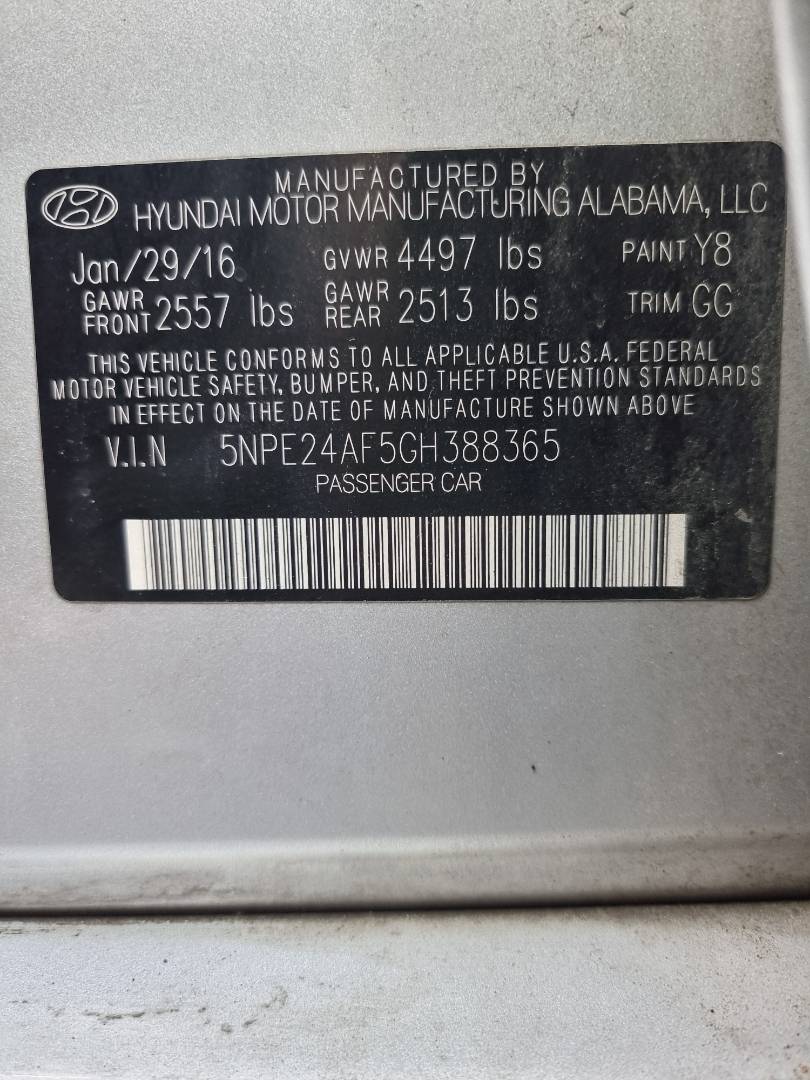 MANUFACTURED BY
HYUNDAI MOTOR MANUFACTURING ALABAMA, LLC
Jan/29/16 GVWR 4497 lbs PAINT Y8
GAWR FRONT 2557 lbs GAWR REAR 2513 lbs TRIM GG
THIS VEHICLE CONFORMS TO ALL APPLICABLE U.S.A. FEDERAL
MOTOR VEHICLE SAFETY, BUMPER, AND THEFT PREVENTION STANDARDS
IN EFFECT ON THE DATE OF MANUFACTURE SHOWN ABOVE
V.I.N 5NPE24AF5GH388365
PASSENGER CAR